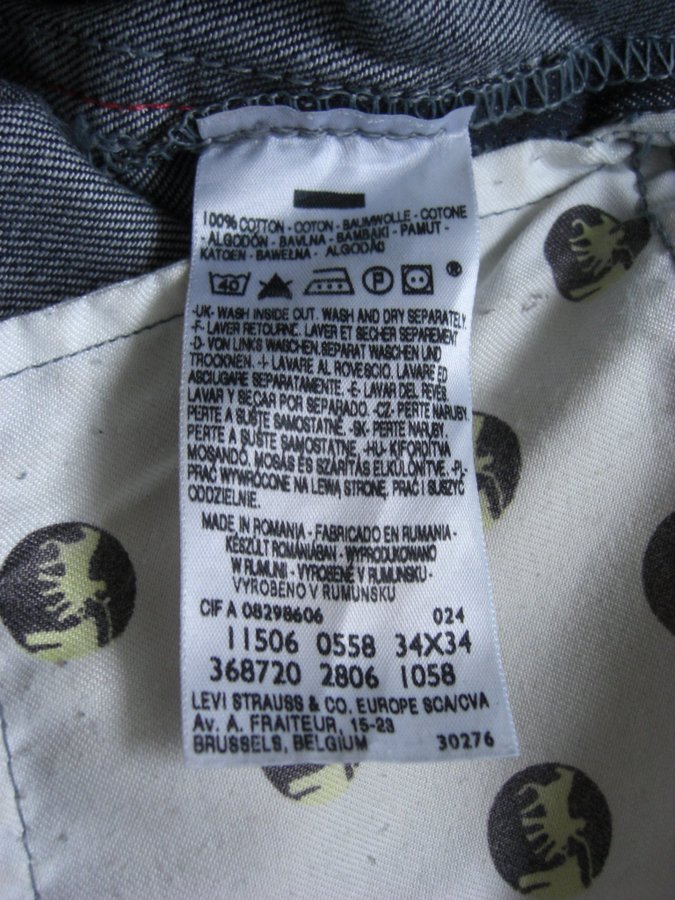 100% COTTON - COTON - BAUMWOLLE - COTONE
- ALGODÓN - BAVLNA - BAMBAKI - PAMUT -
KATOEN - BAWEŁNA - ALGODÃO
40 P ®
-UK- WASH INSIDE OUT. WASH AND DRY SEPARATELY.
-F- LAVER RETOURNE. LAVER ET SECHER SEPAREMENT
-D- VON LINKS WASCHEN.SEPARAT WASCHEN UND
TROCKNEN. -I- LAVARE AL ROVESCIO. LAVARE ED
ASCIUGARE SEPARATAMENTE. -E- LAVAR DEL REVÉS.
LAVAR Y SECAR POR SEPARADO. -CZ- PERTE NARUBY.
PERTE A SUŠTE SAMOSTATNĚ. -SK- PERTE NARUBY.
PERTE A SUŠTE SAMOSTATNE. -HU- KIFORDÍTVA
MOSANDÓ. MOSÁS ÉS SZÁRÍTÁS ELKÜLÖNÍTVE. -PL-
PRAĆ WYWRÓCONE NA LEWĄ STRONĘ, PRAĆ I SUSZYĆ
ODDZIELNIE.
MADE IN ROMANIA - FABRICADO EN RUMANIA -
KÉSZÜLT ROMÁNIÁBAN - WYPRODUKOWANO
W RUMUNII - VYROBENÉ V RUMUNSKU -
VYROBENO V RUMUNSKU
CIF A 08298606 024
11506 0558 34X34
368720 2806 1058
LEVI STRAUSS & CO. EUROPE SCA/CVA
Av. A. FRAITEUR, 15-23
BRUSSELS, BELGIUM 30276